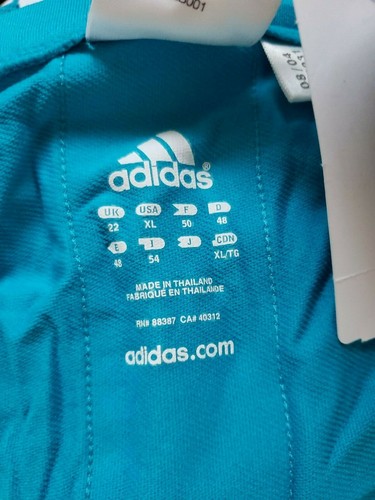 adidas®
UK USA F D
22 XL 50 48
E I J CDN
48 54 XL/TG
MADE IN THAILAND
FABRIQUÉ EN THAILANDE
RN# 88387 CA# 40312
adidas.com